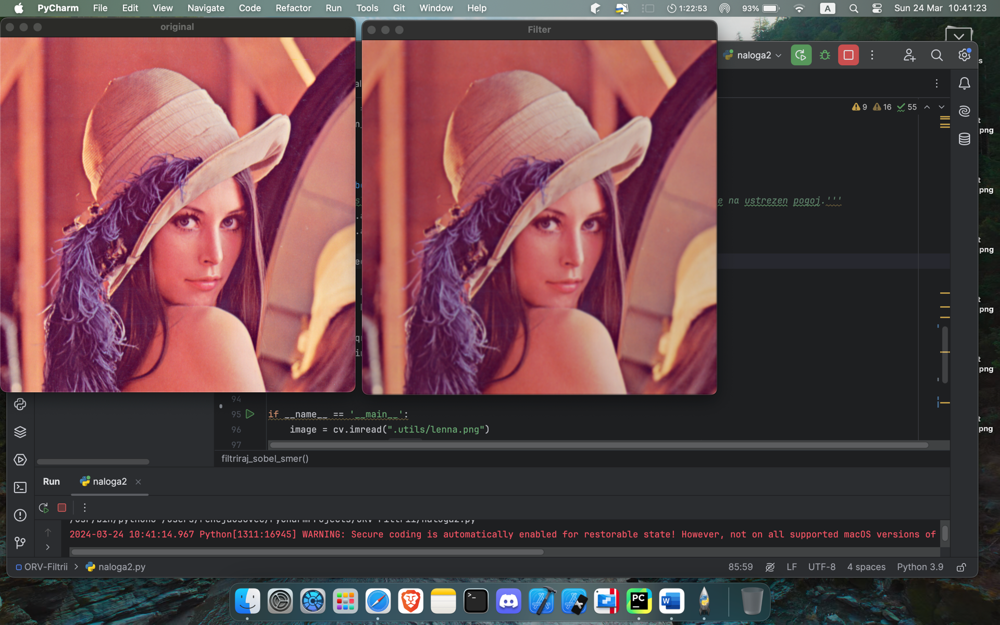 PyCharm File Edit View Navigate Code Refactor Run Tools Git Window Help 1:22:53 93% A Sun 24 Mar 10:41:23
original
Filter
naloga2
9 16 55
e na ustrezen pogoj.'''
png
png
png
png
png
png
94
95 if __name__ == '__main__':
96 image = cv.imread(".utils/lenna.png")
97
filtriraj_sobel_smer()
Run naloga2
2024-03-24 10:41:14.967 Python[1311:16945] WARNING: Secure coding is automatically enabled for restorable state! However, not on all supported macOS versions of
ORV-Filtrii > naloga2.py 85:59 LF UTF-8 4 spaces Python 3.9
PC
W